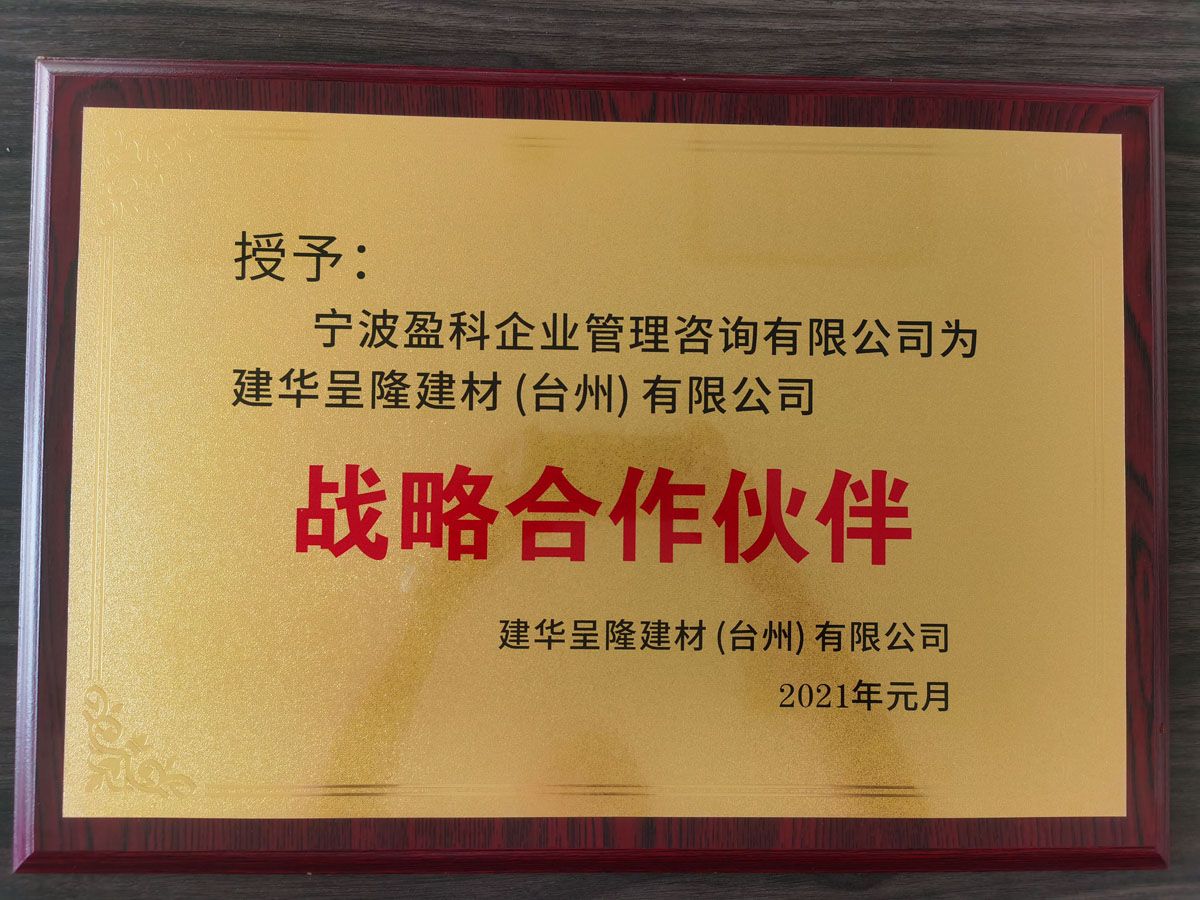 授予：
宁波盈科企业管理咨询有限公司为
建华呈隆建材(台州)有限公司
战略合作伙伴
建华呈隆建材(台州)有限公司
2021年元月